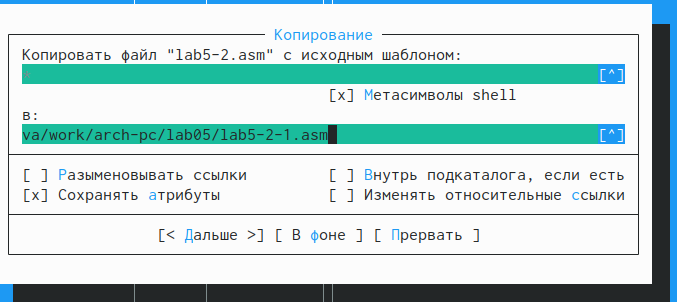 Копирование
Копировать файл "lab5-2.asm" с исходным шаблоном:
[^]
[x] Метасимволы shell
в:
va/work/arch-pc/lab05/lab5-2-1.asm [^]
[ ] Разыменовывать ссылки [ ] Внутрь подкаталога, если есть
[x] Сохранять атрибуты [ ] Изменять относительные ссылки
[< Дальше >] [ В фоне ] [ Прервать ]